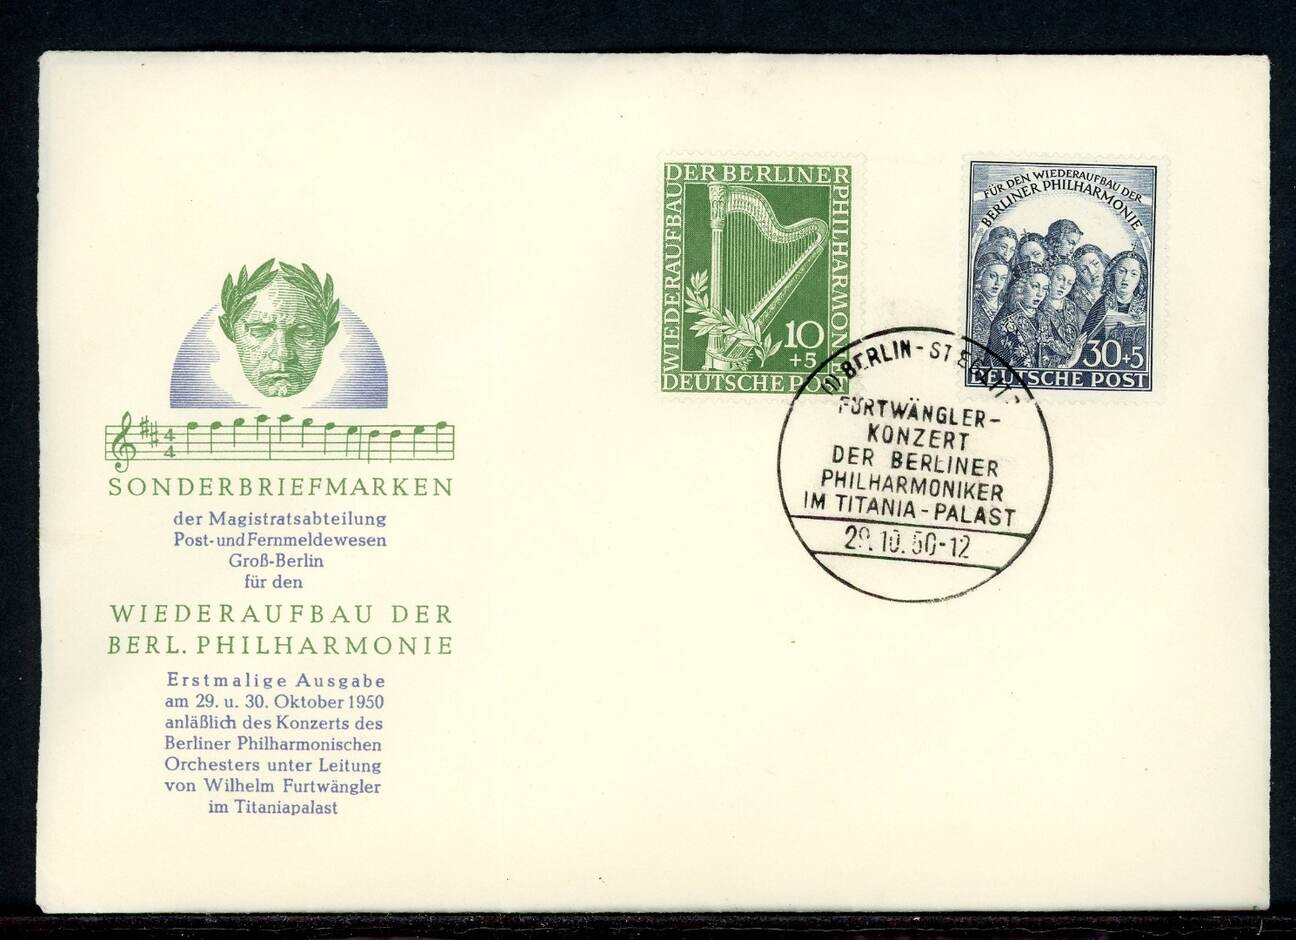 SONDERBRIEFMARKEN
der Magistratsabteilung
Post- und Fernmeldewesen
Groß-Berlin
für den
WIEDERAUFBAU DER
BERL. PHILHARMONIE
Erstmalige Ausgabe
am 29. u. 30. Oktober 1950
anläßlich des Konzerts des
Berliner Philharmonischen
Orchesters unter Leitung
von Wilhelm Furtwängler
im Titaniapalast
WIEDERAUFBAU
DER BERLINER
PHILHARMONIE
10
+5
DEUTSCHE POST
FÜR DEN WIEDERAUFBAU DER
BERLINER PHILHARMONIE
30+5
DEUTSCHE POST
BERLIN-STEGLITZ
FURTWÄNGLER-
KONZERT
DER BERLINER
PHILHARMONIKER
IM TITANIA-PALAST
29.10.50-12